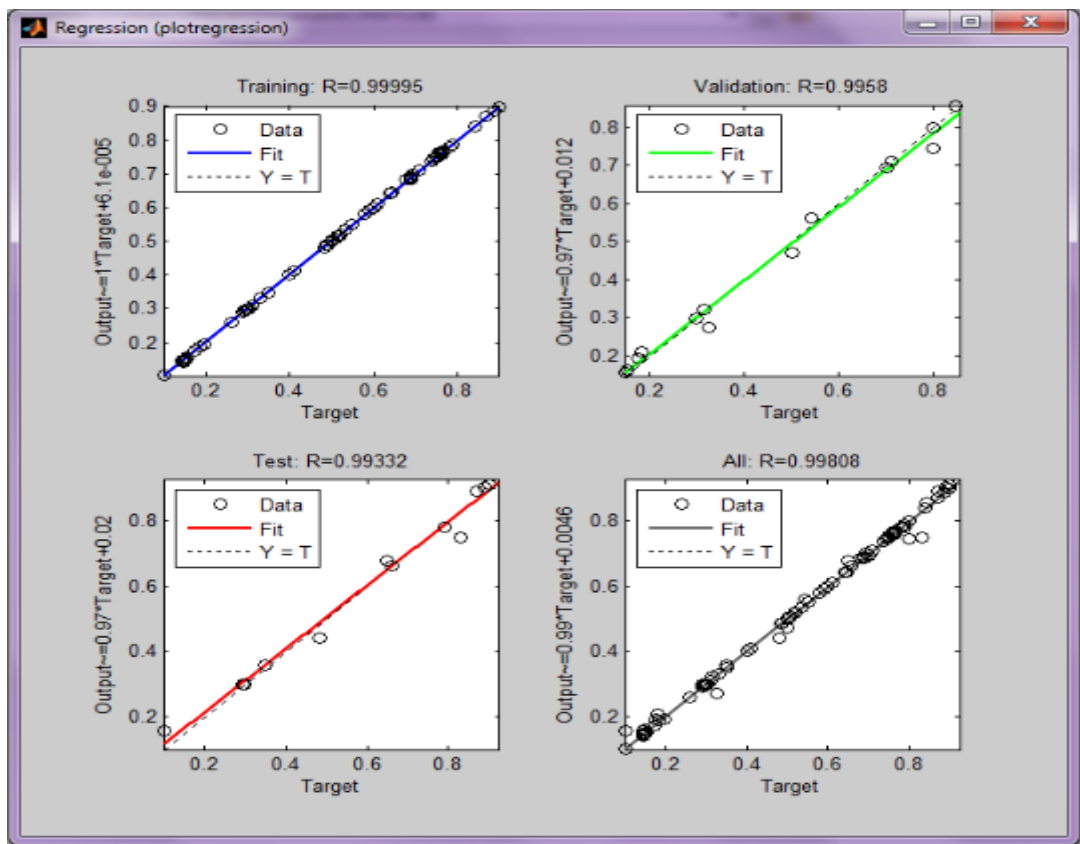 Regression (plotregression)
Training: R=0.99995
Output~=1*Target+6.1e-005
0.9
0.8
0.7
0.6
0.5
0.4
0.3
0.2
Data
Fit
Y = T
0.2 0.4 0.6 0.8
Target
Validation: R=0.9958
Output~=0.97*Target+0.012
0.8
0.7
0.6
0.5
0.4
0.3
0.2
Data
Fit
Y = T
0.2 0.4 0.6 0.8
Target
Test: R=0.99332
Output~=0.97*Target+0.02
0.8
0.6
0.4
0.2
Data
Fit
Y = T
0.2 0.4 0.6 0.8
Target
All: R=0.99808
Output~=0.99*Target+0.0046
0.8
0.6
0.4
0.2
Data
Fit
Y = T
0.2 0.4 0.6 0.8
Target